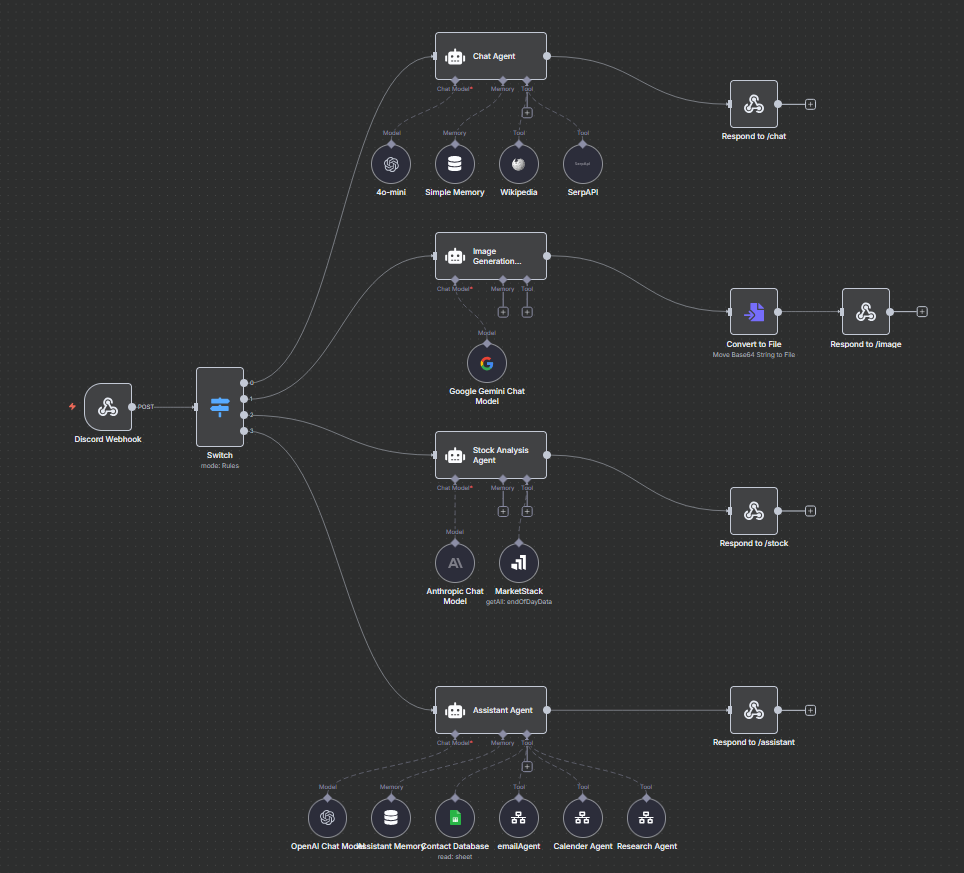 Chat Agent
Chat Model*
Memory
Tool
Respond to /chat
Model
Memory
Tool
Tool
4o-mini
Simple Memory
Wikipedia
SerpAPI
SerpApi
Image
Generation...
Chat Model*
Memory
Tool
Model
Google Gemini Chat
Model
Convert to File
Move Base64 String to File
Respond to /image
POST
Discord Webhook
0
1
2
3
Switch
mode: Rules
Stock Analysis
Agent
Chat Model*
Memory
Tool
Model
Anthropic Chat
Model
MarketStack
getAll: endOfDayData
Respond to /stock
Assistant Agent
Chat Model*
Memory
Tool
Respond to /assistant
Model
Memory
Tool
Tool
Tool
OpenAI Chat Model
Assistant Memory
Contact Database
read: sheet
emailAgent
Calender Agent
Research Agent